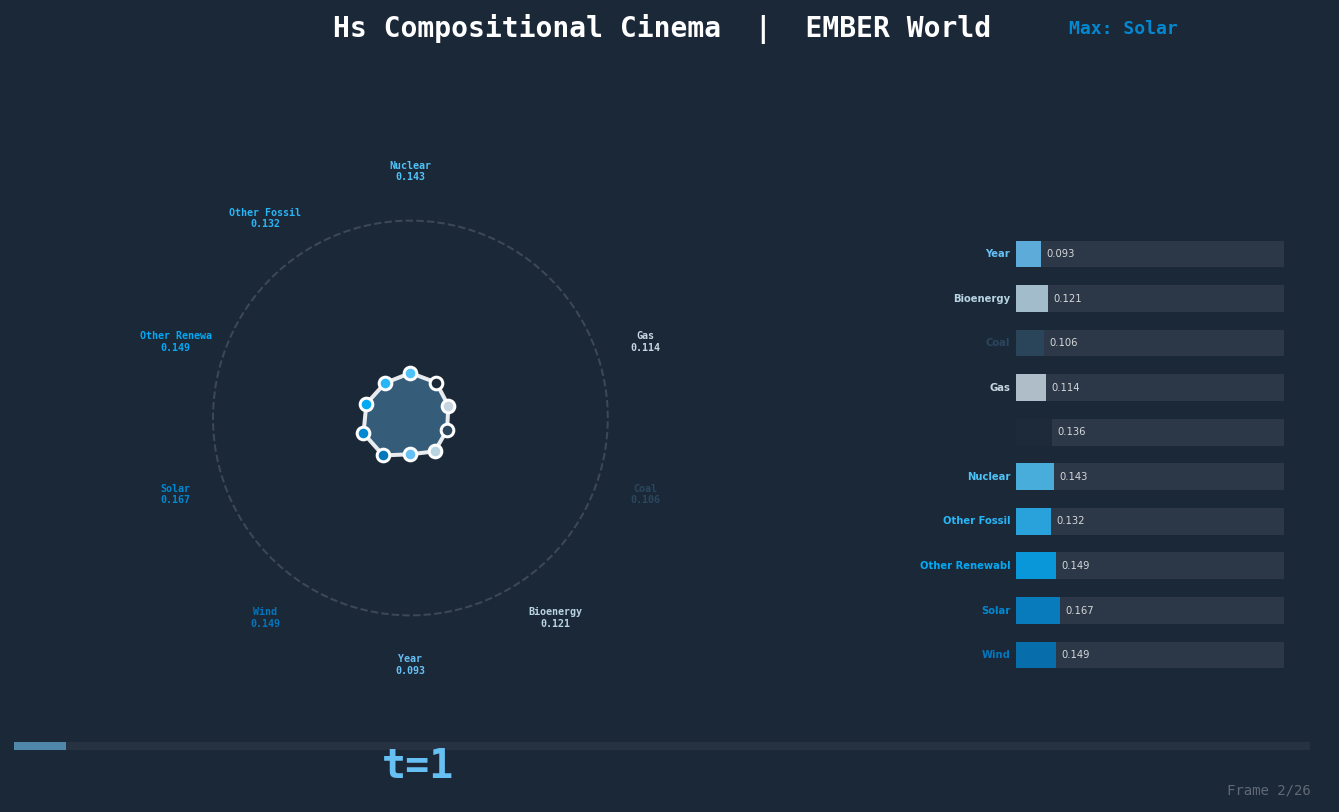 Hs Compositional Cinema | EMBER World
Max: Solar
Nuclear
0.143
Other Fossil
0.132
Other Renewa
0.149
Gas
0.114
Solar
0.167
Coal
0.106
Wind
0.149
Bioenergy
0.121
Year
0.093
Year 0.093
Bioenergy 0.121
Coal 0.106
Gas 0.114
0.136
Nuclear 0.143
Other Fossil 0.132
Other Renewabl 0.149
Solar 0.167
Wind 0.149
t=1
Frame 2/26